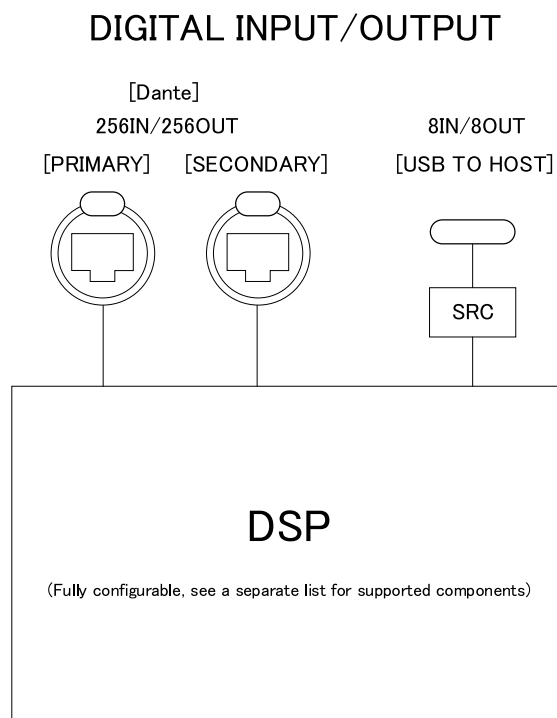 DIGITAL INPUT/OUTPUT
[Dante]
256IN/256OUT
8IN/8OUT
[PRIMARY]
[SECONDARY]
[USB TO HOST]
SRC
DSP
(Fully configurable, see a separate list for supported components)